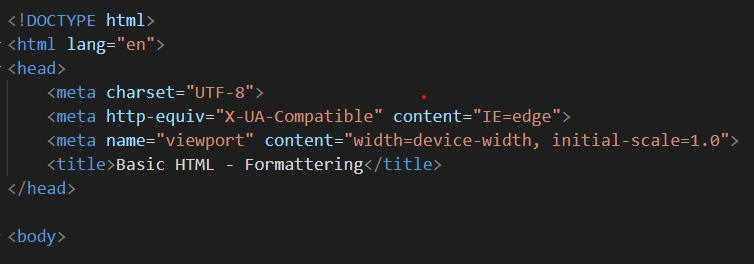 <!DOCTYPE html>
<html lang="en">
<head>
    <meta charset="UTF-8">
    <meta http-equiv="X-UA-Compatible" content="IE=edge">
    <meta name="viewport" content="width=device-width, initial-scale=1.0">
    <title>Basic HTML - Formattering</title>
</head>
<body>